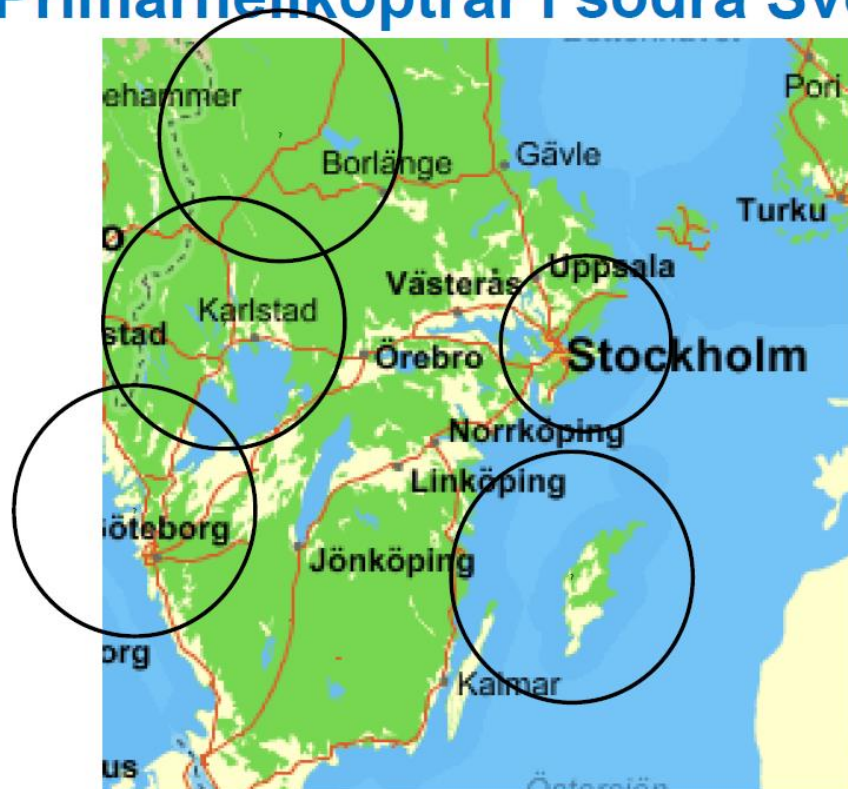 Primärhelikoptrar i södra Sve
ehammer
Pori
Borlänge
Gävle
Turku
o
Uppsala
Västerås
Karlstad
stad
Örebro
Stockholm
Norrköping
Linköping
öteborg
Jönköping
org
Kalmar
us
Östersjön